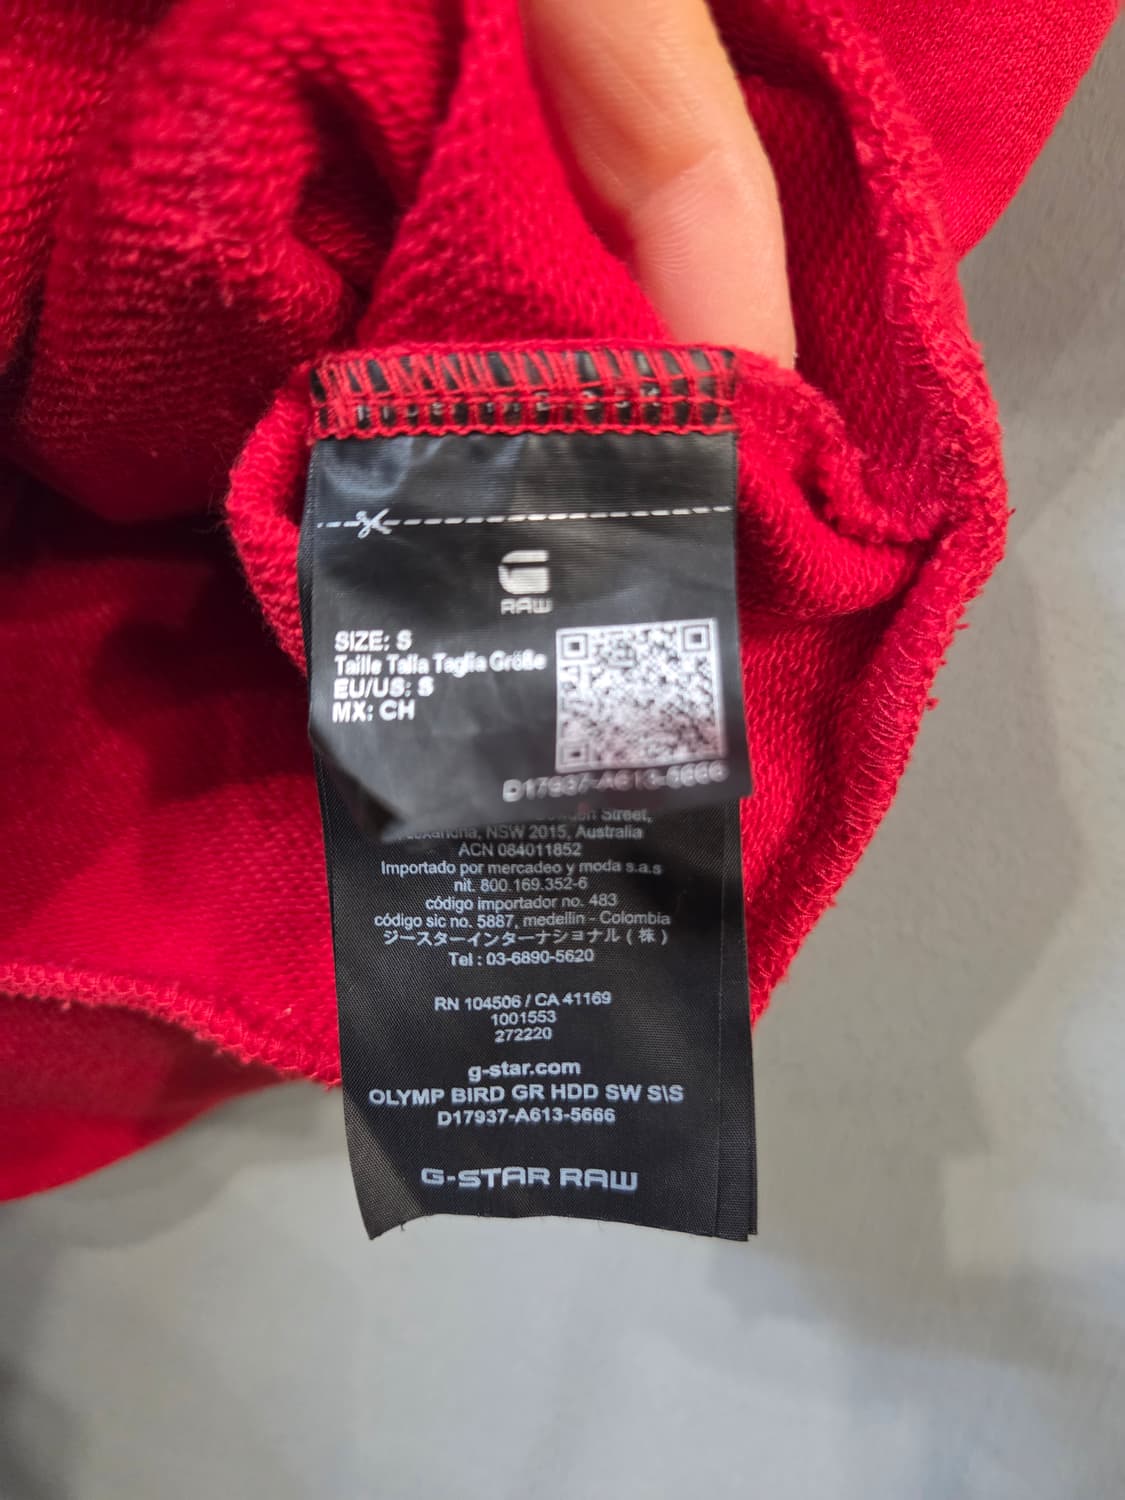 RAW
SIZE: S
Taille Talla Taglia Größe
EU/US: S
MX: CH
D17937-A613-5666
Street,
NSW 2015, Australia
ACN 084011852
Importado por mercadeo y moda s.a.s
nit. 800.169.352-6
código importador no. 483
código sic no. 5887, medellin - Colombia
ジースターインターナショナル ( 株 )
Tel : 03-6890-5620
RN 104506 / CA 41169
1001553
272220
g-star.com
OLYMP BIRD GR HDD SW S\S
D17937-A613-5666
G-STAR RAW